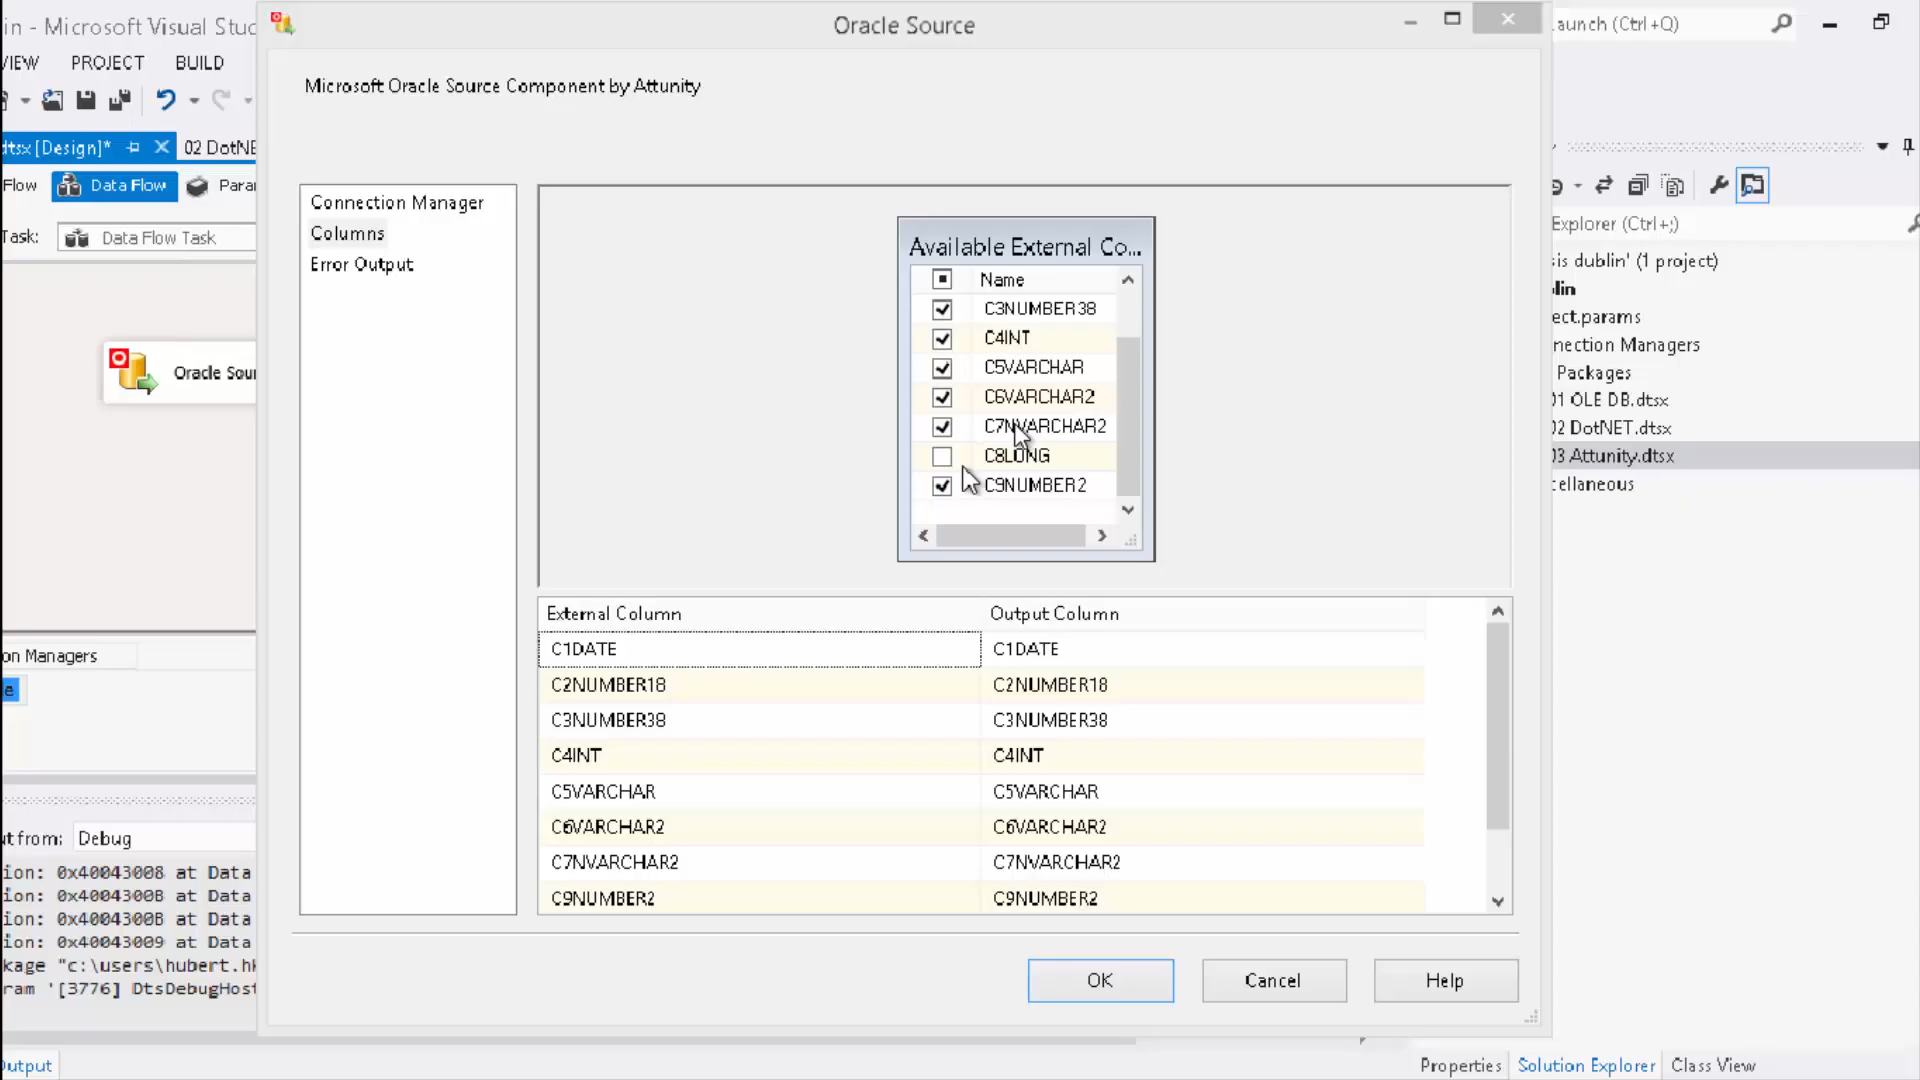 in - Microsoft Visual Stuc
Oracle Source
aunch (Ctrl+Q)
VIEW PROJECT BUILD
Microsoft Oracle Source Component by Attunity
dtsx [Design]*
02 DotNE
Flow
Data Flow
Para
Task:
Data Flow Task
Connection Manager
Columns
Error Output
Available External Co...
Name
C3NUMBER38
C4INT
C5VARCHAR
C6VARCHAR2
C7NVARCHAR2
C8LONG
C9NUMBER2
Oracle Sour
Explorer (Ctrl+;)
sis dublin' (1 project)
lin
ect.params
nection Managers
Packages
01 OLE DB.dtsx
02 DotNET.dtsx
03 Attunity.dtsx
cellaneous
External Column Output Column
C1DATE C1DATE
C2NUMBER18 C2NUMBER18
C3NUMBER38 C3NUMBER38
C4INT C4INT
C5VARCHAR C5VARCHAR
C6VARCHAR2 C6VARCHAR2
C7NVARCHAR2 C7NVARCHAR2
C9NUMBER2 C9NUMBER2
on Managers
e
ut from: Debug
ion: 0x40043008 at Data
ion: 0x4004300B at Data
ion: 0x4004300B at Data
ion: 0x40043009 at Data
kage "c:\users\hubert.hk
ram '[3776] DtsDebugHost
OK Cancel Help
Output
Properties Solution Explorer Class View